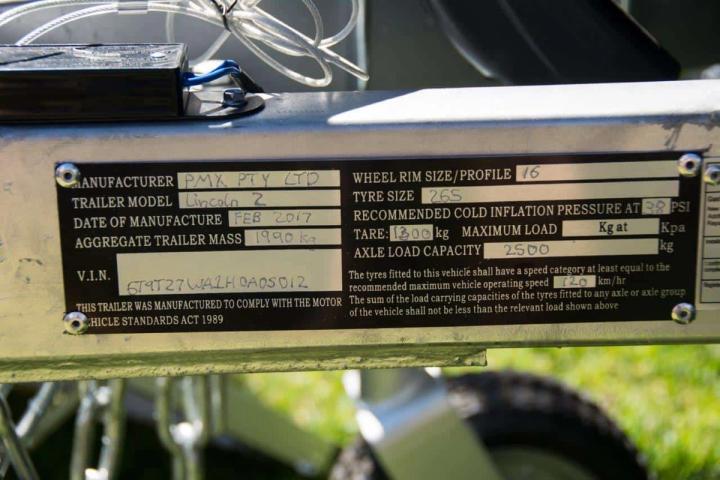 MANUFACTURER PMX PTY LTD
TRAILER MODEL Lincoln 2
DATE OF MANUFACTURE FEB 2017
AGGREGATE TRAILER MASS 1990 kg
V.I.N. 6T9T27WA1H0A05012
THIS TRAILER WAS MANUFACTURED TO COMPLY WITH THE MOTOR
VEHICLE STANDARDS ACT 1989
WHEEL RIM SIZE/PROFILE 16
TYRE SIZE 265
RECOMMENDED COLD INFLATION PRESSURE AT 38 PSI
TARE: 1300 kg MAXIMUM LOAD Kg at Kpa
AXLE LOAD CAPACITY 2500 kg
The tyres fitted to this vehicle shall have a speed category at least equal to the
recommended maximum vehicle operating speed 120 km/hr
The sum of the load carrying capacities of the tyres fitted to any axle or axle group
of the vehicle shall not be less than the relevant load shown above